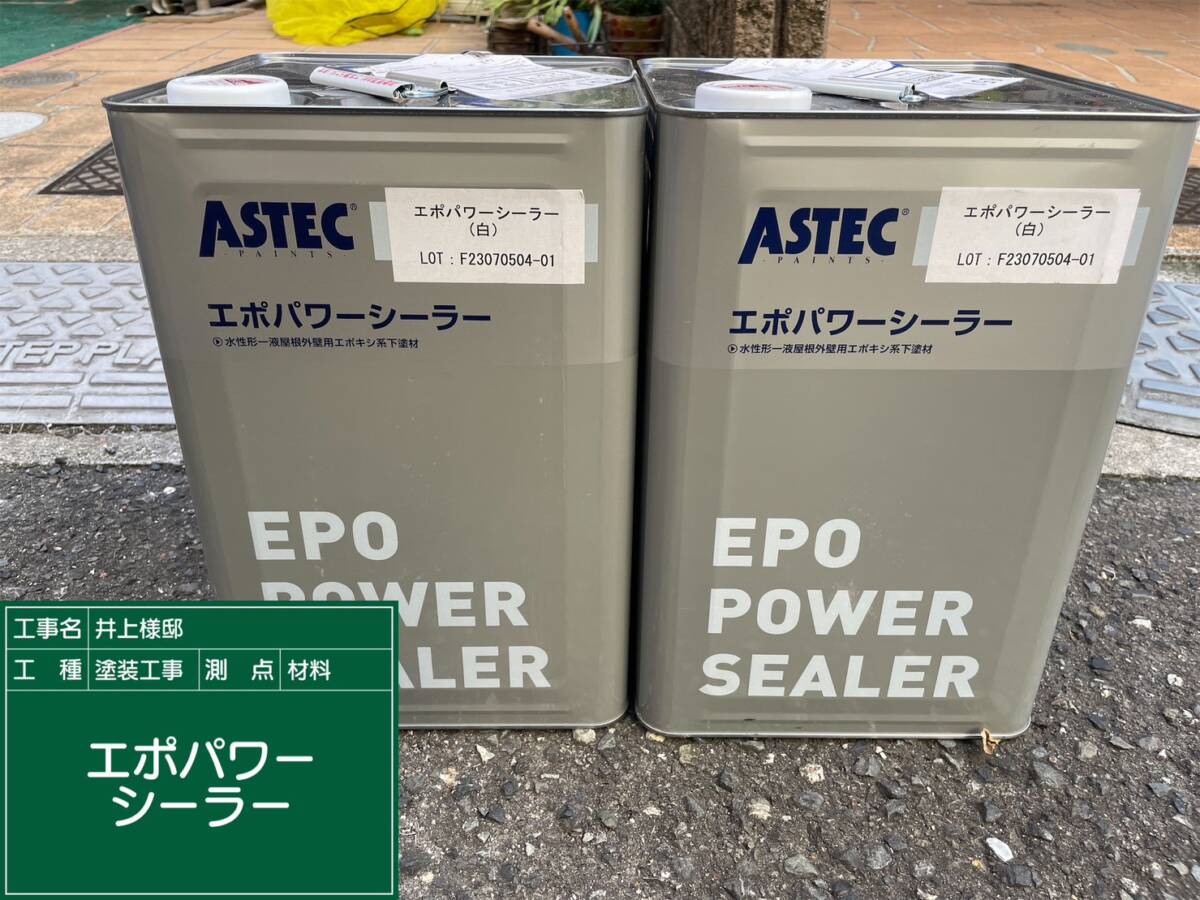 ASTEC®
PAINTS
エポパワーシーラー
(白)
LOT : F23070504-01
エポパワーシーラー
水性形一液屋根外壁用エポキシ系下塗材
EPO
POWER
SEALER
ASTEC®
PAINTS
エポパワーシーラー
(白)
LOT : F23070504-01
エポパワーシーラー
水性形一液屋根外壁用エポキシ系下塗材
EPO
POWER
SEALER
工事名 井上様邸
工 種 塗装工事 測 点 材料
エポパワー
シーラー